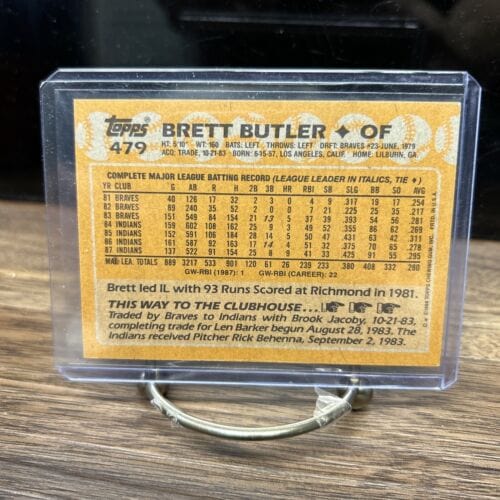 Topps
479
BRETT BUTLER ✦ OF
HT: 5'10" WT: 160 BATS: LEFT THROWS: LEFT DRFT: BRAVES #23-JUNE, 1979
ACQ: TRADE, 10-21-83 BORN: 6-15-57, LOS ANGELES, CALIF. HOME: LILBURN, GA.
COMPLETE MAJOR LEAGUE BATTING RECORD (LEAGUE LEADER IN ITALICS, TIE ♦)
YR CLUB G AB R H 2B 3B HR RBI SB SLG BB SO AVG
81 BRAVES 40 126 17 32 2 3 0 4 9 .317 19 17 .254
82 BRAVES 89 240 35 52 2 0 0 7 .225 25 35 .217
83 BRAVES 151 549 84 154 21 13 5 37 39 .393 54 56 .281
84 INDIANS 159 602 108 162 25 9 3 49 52 .355 86 62 .269
85 INDIANS 152 591 106 184 28 14 5 50 47 .431 63 42 .311
86 INDIANS 161 587 92 163 17 14 4 51 32 .375 70 65 .278
87 INDIANS 137 522 91 154 25 8 9 41 33 .425 91 55 .295
MAJ. LEA. TOTALS 889 3217 533 901 120 61 26 239 233 .380 408 332 .280
GW-RBI (1987): 1 GW-RBI (CAREER): 22
Brett led IL with 93 Runs Scored at Richmond in 1981.
THIS WAY TO THE CLUBHOUSE...
Traded by Braves to Indians with Brook Jacoby, 10-21-83,
completing trade for Len Barker begun August 28, 1983. The
Indians received Pitcher Rick Behenna, September 2, 1983.
© 1988 TOPPS CHEWING GUM, INC. PRTD. IN U.S.A.